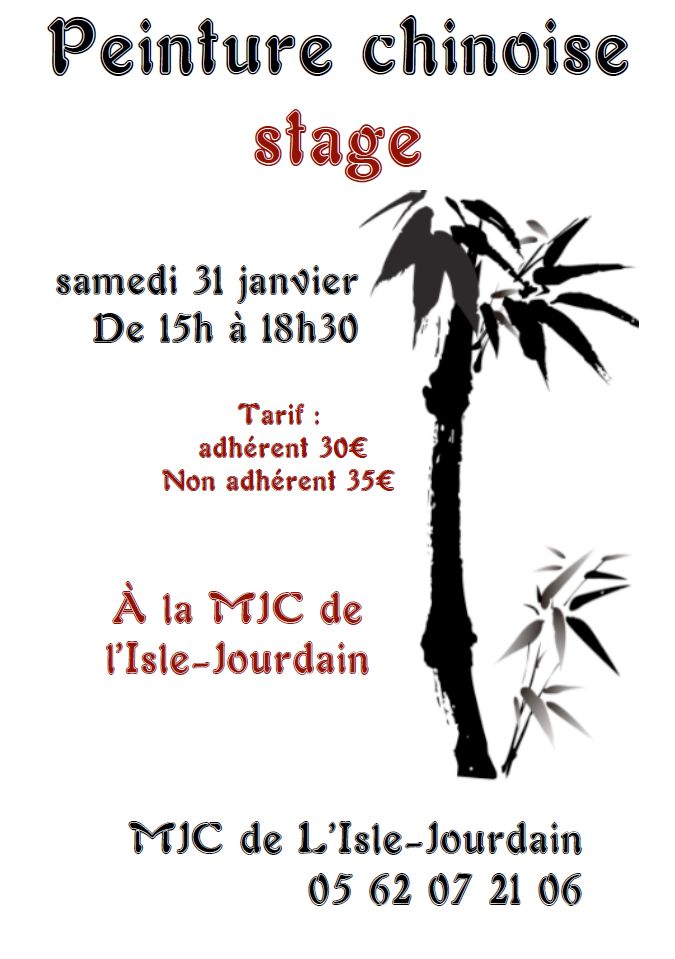 Peinture chinoise
stage
samedi 31 janvier
De 15h à 18h30
Tarif :
adhérent 30€
Non adhérent 35€
À la MJC de
l'Isle-Jourdain
MJC de L'Isle-Jourdain
05 62 07 21 06